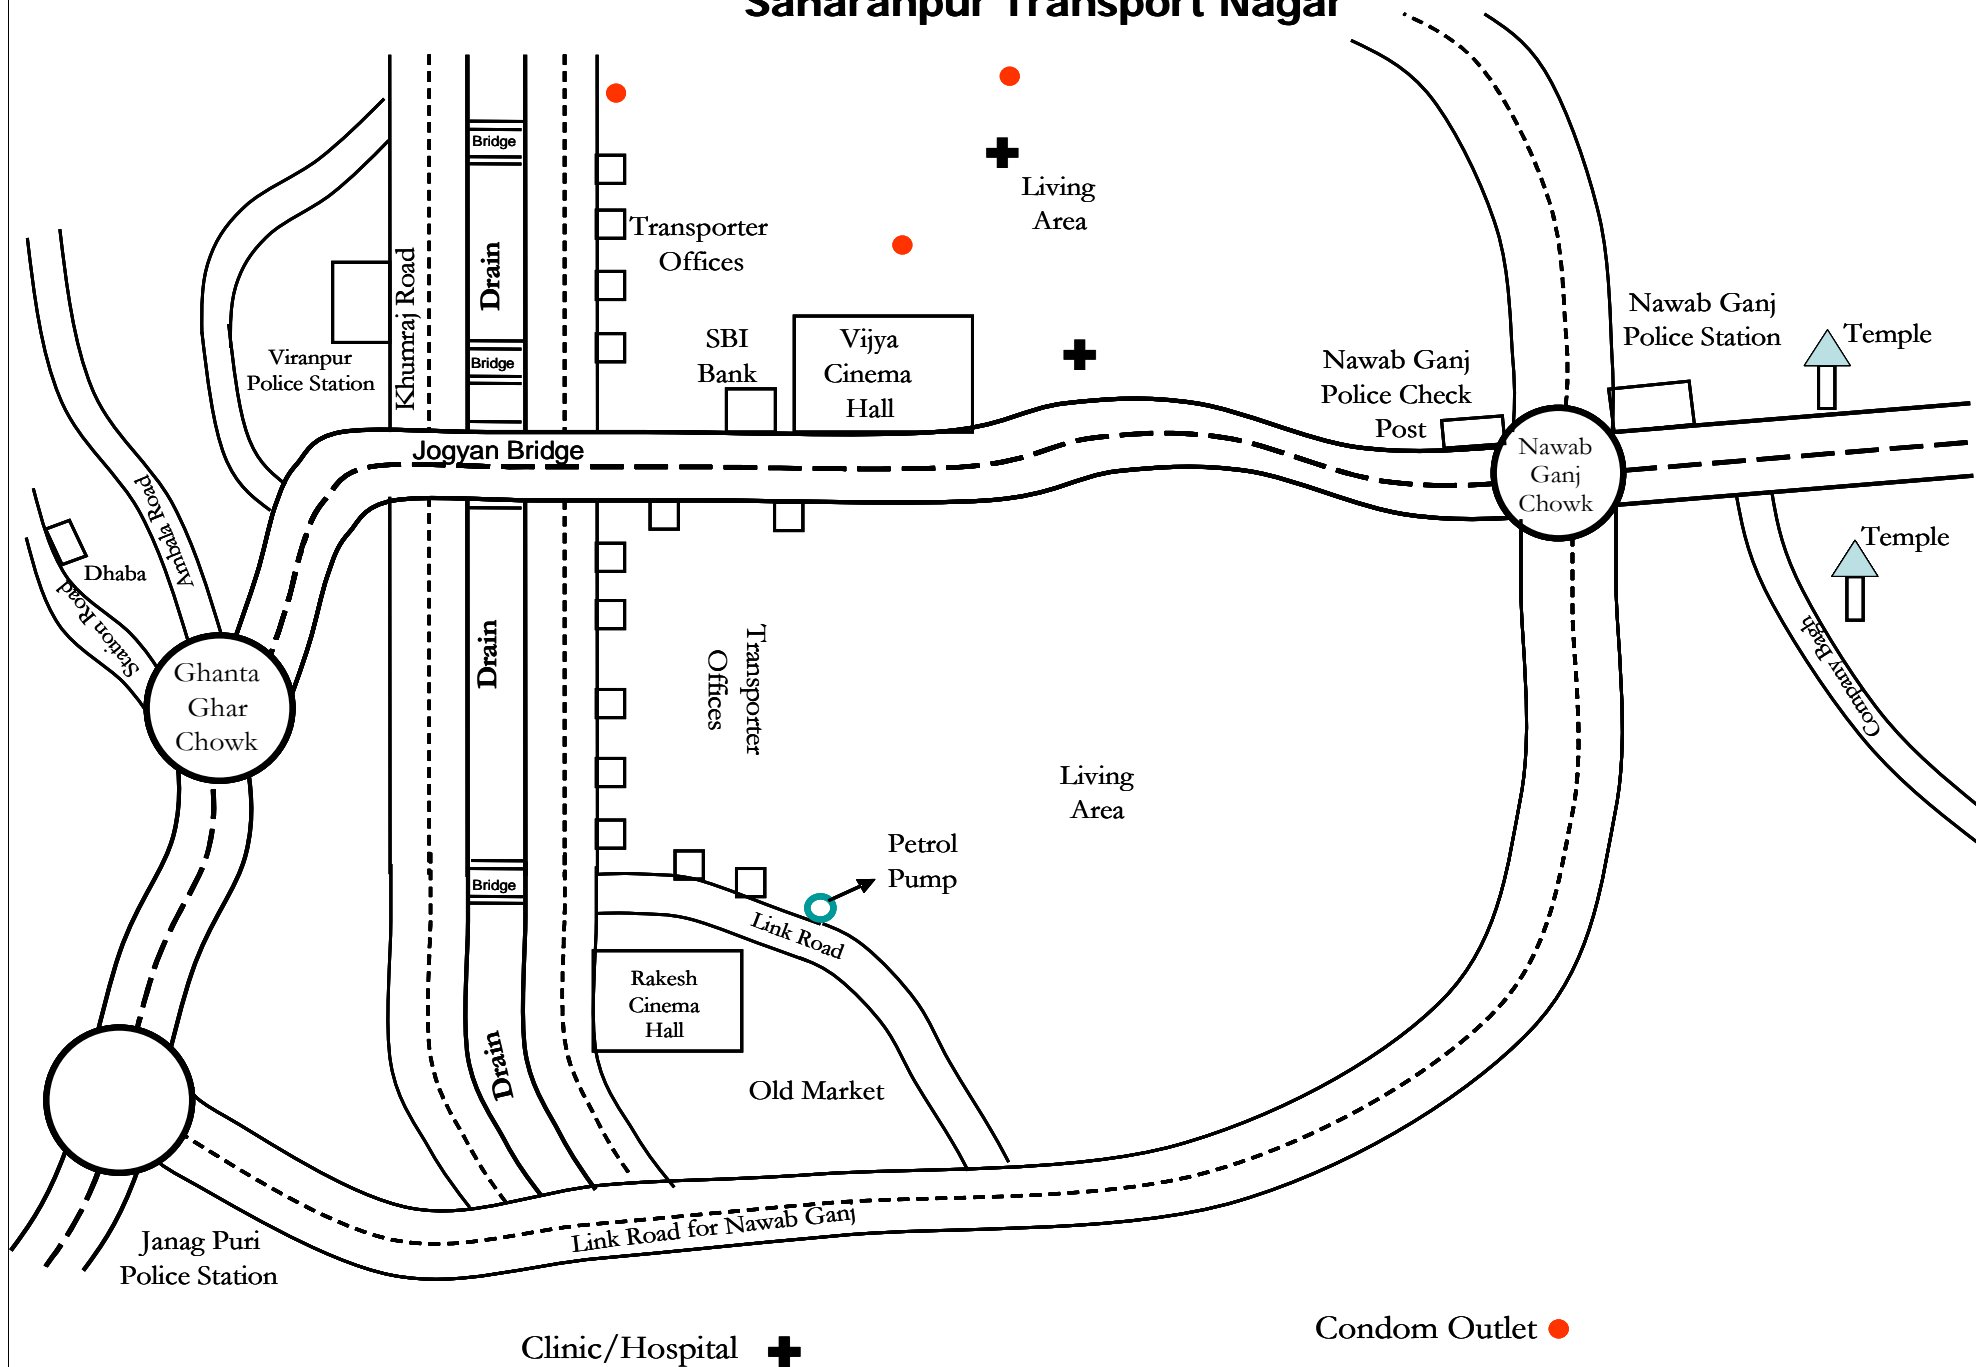 Saharanpur Transport Nagar
Bridge
Living
Area
Transporter
Offices
Drain
Khumraj Road
Viranpur
Police Station
Bridge
SBI
Bank
Vijya
Cinema
Hall
Nawab Ganj
Police Station
Temple
Nawab Ganj
Police Check
Post
Jogyan Bridge
Nawab
Ganj
Chowk
Ambala Road
Dhaba
Station Road
Temple
Company Bagh
Ghanta
Ghar
Chowk
Drain
Transporter
Offices
Living
Area
Petrol
Pump
Bridge
Link Road
Rakesh
Cinema
Hall
Drain
Old Market
Link Road for Nawab Ganj
Janag Puri
Police Station
Clinic/Hospital
Condom Outlet